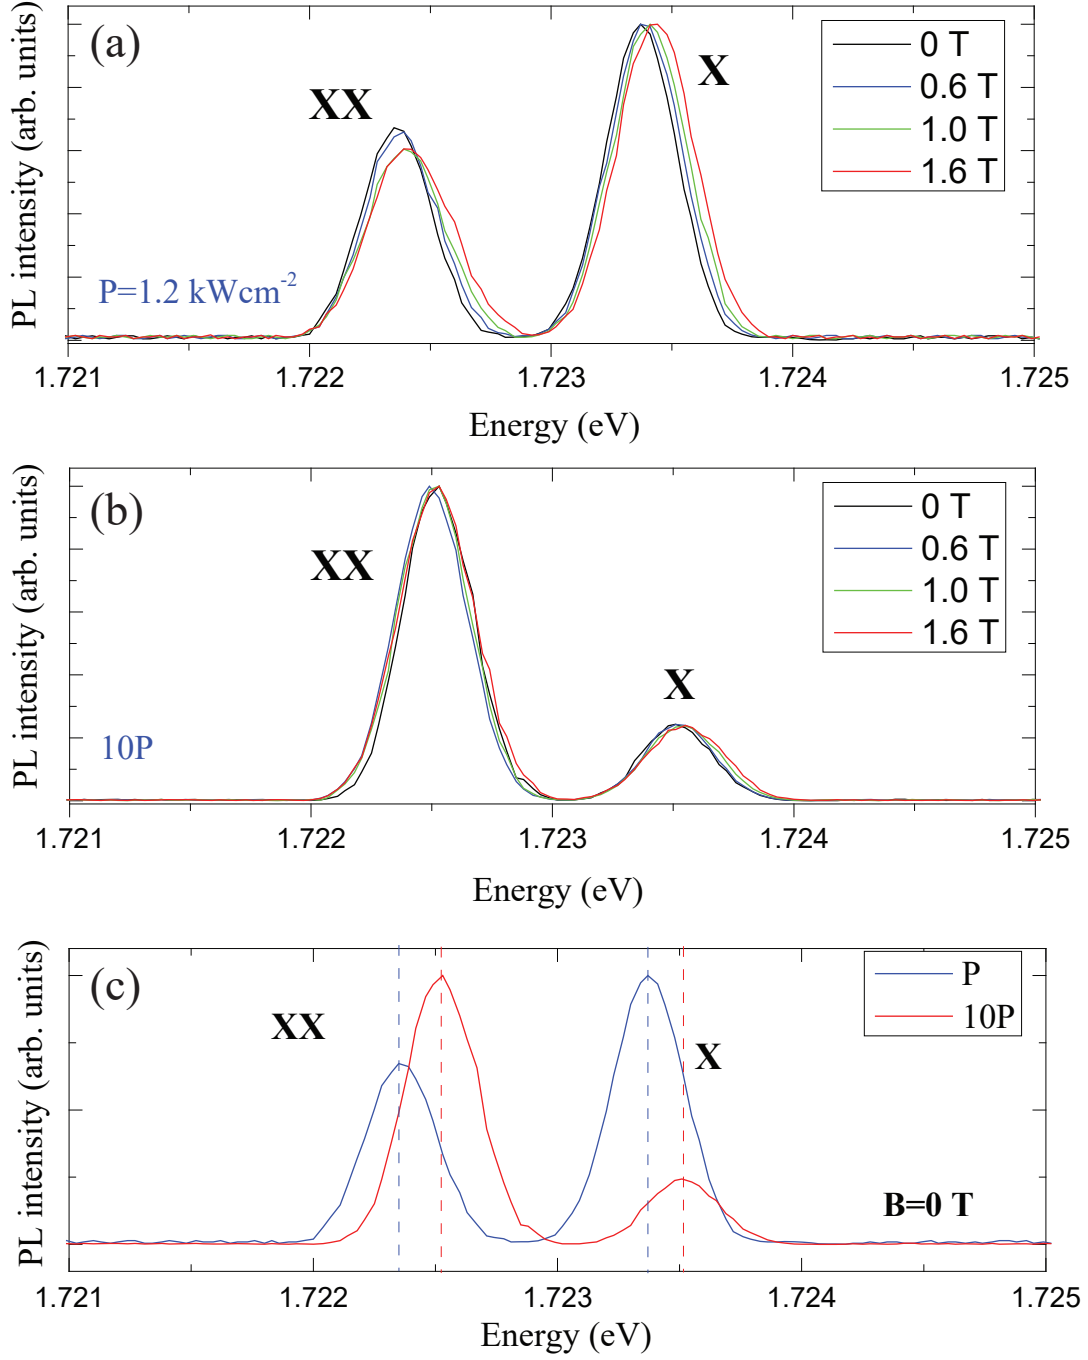 (a)
XX
X
0 T
0.6 T
1.0 T
1.6 T
P=1.2 kWcm-2
PL intensity (arb. units)
1.721 1.722 1.723 1.724 1.725
Energy (eV)
(b)
XX
X
0 T
0.6 T
1.0 T
1.6 T
10P
PL intensity (arb. units)
1.721 1.722 1.723 1.724 1.725
Energy (eV)
(c)
XX
X
P
10P
B=0 T
PL intensity (arb. units)
1.721 1.722 1.723 1.724 1.725
Energy (eV)